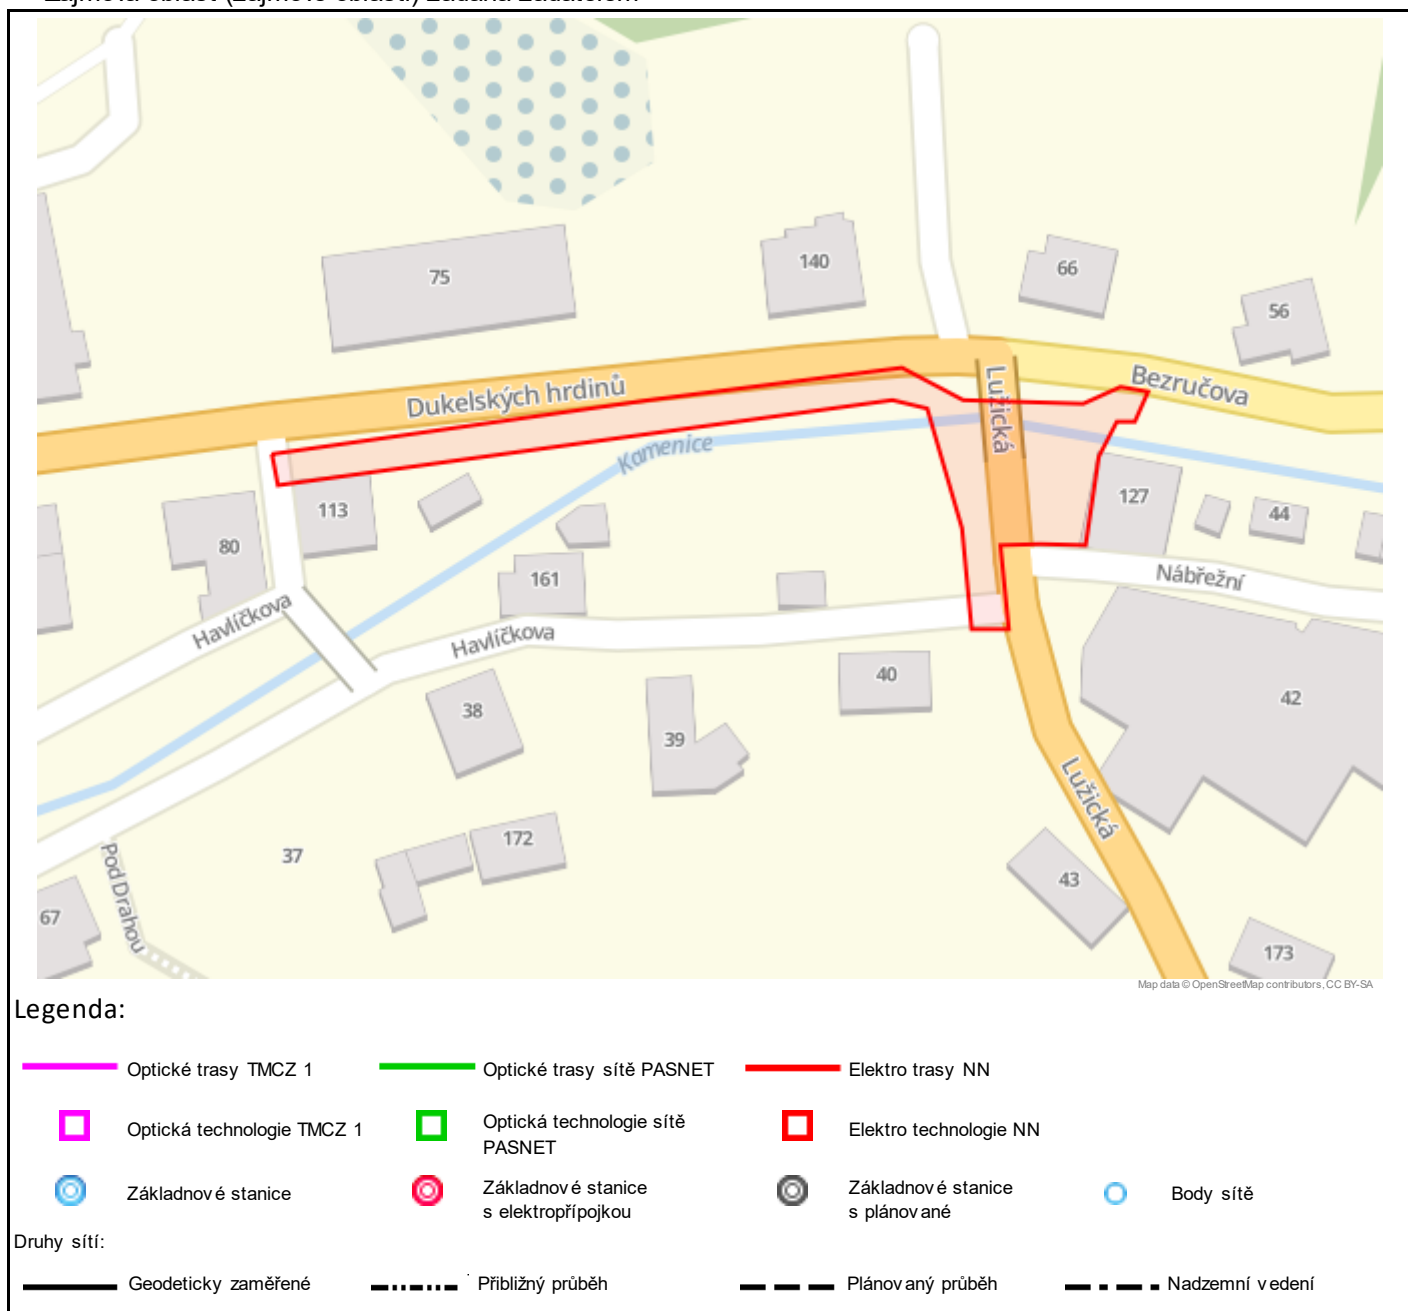 75
140
66
56
Dukelských hrdinů
Lužická
Bezručova
Kamenice
113
127
44
80
161
Nábřežní
Havlíčkova
Havlíčkova
38
39
40
42
Lužická
172
37
Pod Drahou
67
43
173
Map data © OpenStreetMap contributors, CC BY-SA
Legenda:
Optické trasy TMCZ 1
Optické trasy sítě PASNET
Elektro trasy NN
Optická technologie TMCZ 1
Optická technologie sítě
PASNET
Elektro technologie NN
Základnové stanice
Základnové stanice
s elektropřípojkou
Základnové stanice
s plánované
Body sítě
Druhy sítí:
Geodeticky zaměřené
Přibližný průběh
Plánovaný průběh
Nadzemní vedení